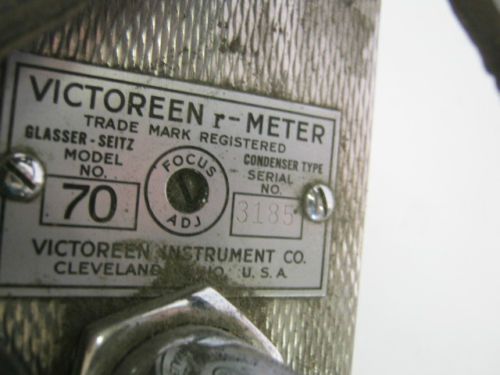 VICTOREEN r-METER
TRADE MARK REGISTERED
GLASSER-SEITZ
MODEL
NO.
70
FOCUS
ADJ
CONDENSER TYPE
SERIAL
NO.
3185
VICTOREEN INSTRUMENT CO.
CLEVELAND U.S.A.